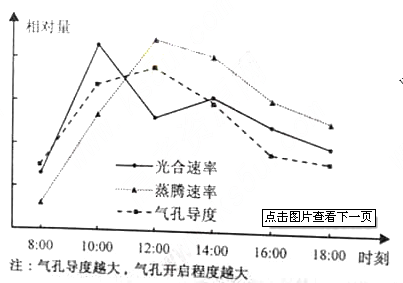 相对量
光合速率
蒸腾速率
气孔导度
点击图片查看下一页
8:00 10:00 12:00 14:00 16:00 18:00 时刻
注：气孔导度越大，气孔开启程度越大